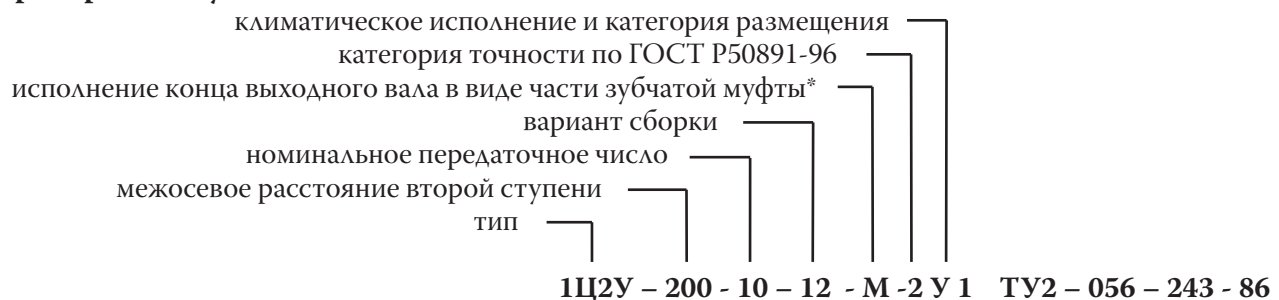 климатическое исполнение и категория размещения
категория точности по ГОСТ Р50891-96
исполнение конца выходного вала в виде части зубчатой муфты*
вариант сборки
номинальное передаточное число
межосевое расстояние второй ступени
тип
1Ц2У – 200 - 10 – 12 - М -2 У 1 ТУ2 – 056 – 243 - 86